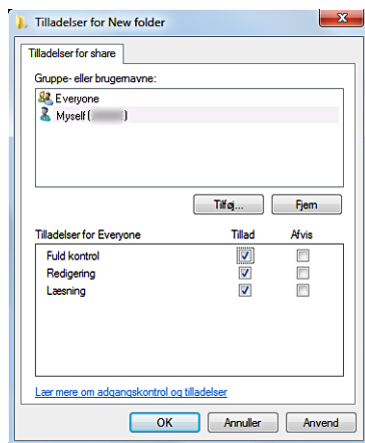 Tilladelser for New folder
Tilladelser for share
Gruppe- eller brugernavne:
Everyone
Myself ( )
Tilføj... Fjern
Tilladelser for Everyone Tillad Afvis
Fuld kontrol
Redigering
Læsning
Lær mere om adgangskontrol og tilladelser
OK Annuller Anvend